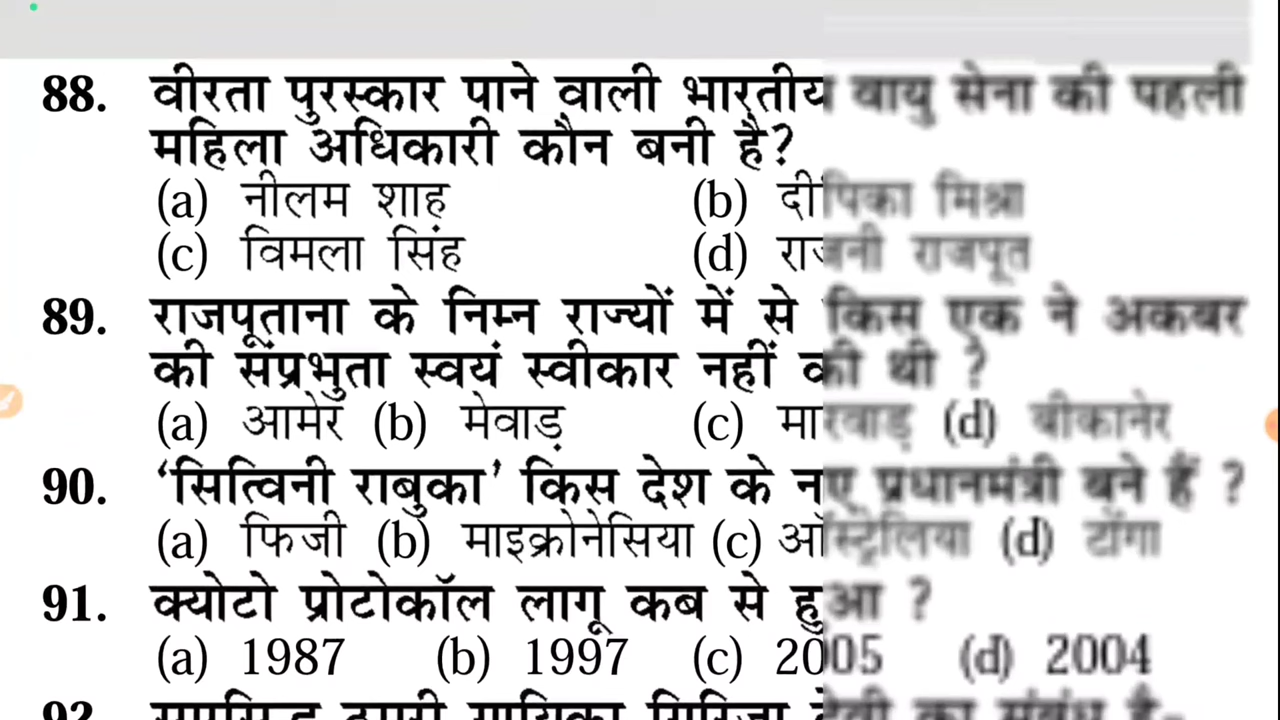 88. वीरता पुरस्कार पाने वाली भारतीय वायु सेना की पहली
महिला अधिकारी कौन बनी है?
(a) नीलम शाह (b) दीपिका मिश्रा
(c) विमला सिंह (d) राजनी राजपूत
89. राजपूताना के निम्न राज्यों में से किस एक ने अकबर
की संप्रभुता स्वयं स्वीकार नहीं की थी ?
(a) आमेर (b) मेवाड़ (c) मारवाड़ (d) बीकानेर
90. ‘सित्विनी राबुका’ किस देश के नए प्रधानमंत्री बने हैं ?
(a) फिजी (b) माइक्रोनेसिया (c) ऑस्ट्रेलिया (d) टोंगा
91. क्योटो प्रोटोकॉल लागू कब से हुआ ?
(a) 1987 (b) 1997 (c) 2005 (d) 2004